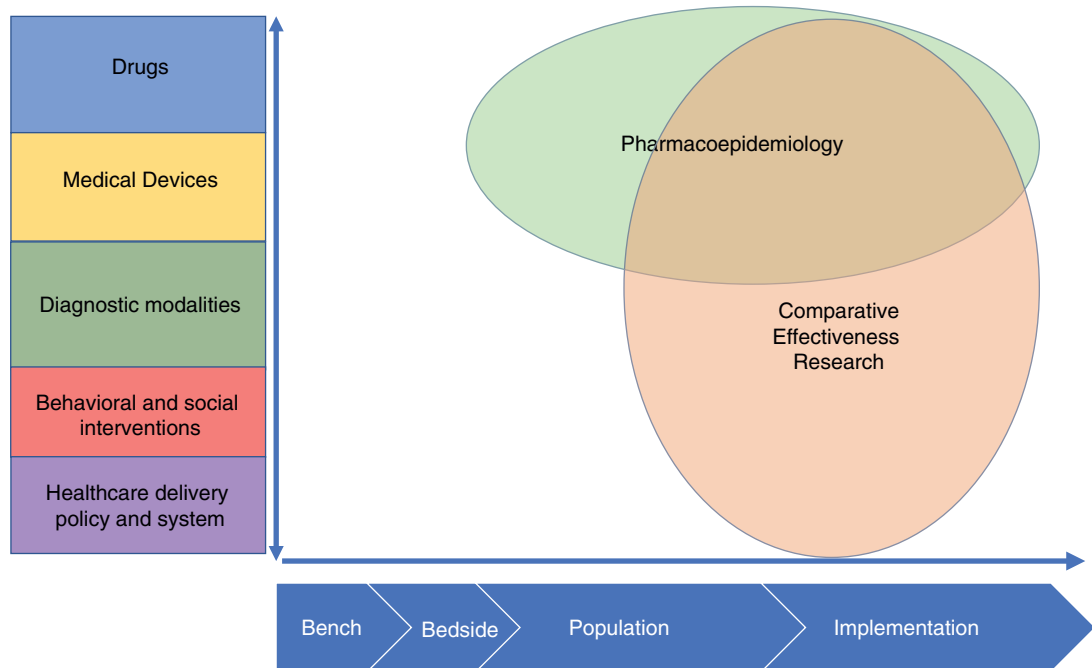 Drugs
Medical Devices
Diagnostic modalities
Behavioral and social
interventions
Healthcare delivery
policy and system
Pharmacoepidemiology
Comparative
Effectiveness
Research
Bench
Bedside
Population
Implementation